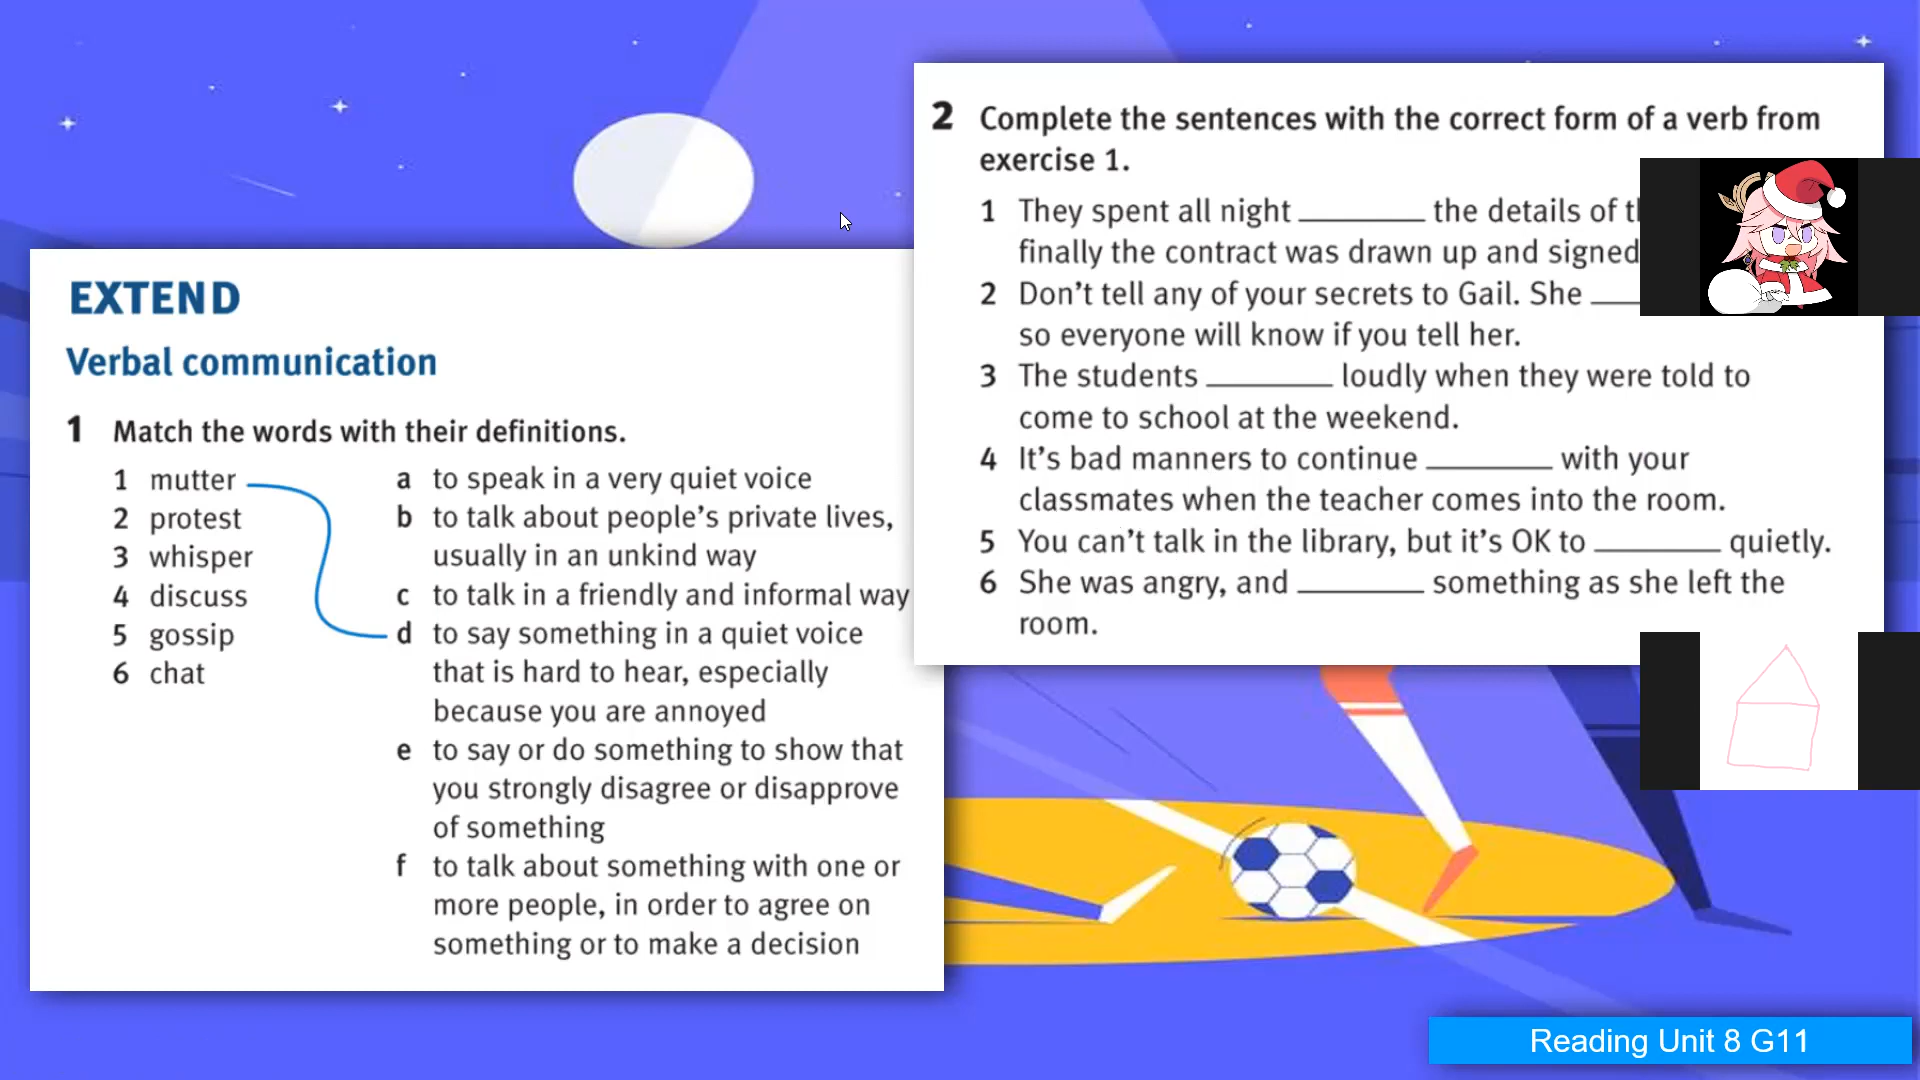 EXTEND
Verbal communication
1 Match the words with their definitions.
1 mutter
2 protest
3 whisper
4 discuss
5 gossip
6 chat
a to speak in a very quiet voice
b to talk about people's private lives,
usually in an unkind way
c to talk in a friendly and informal way
d to say something in a quiet voice
that is hard to hear, especially
because you are annoyed
e to say or do something to show that
you strongly disagree or disapprove
of something
f to talk about something with one or
more people, in order to agree on
something or to make a decision
2 Complete the sentences with the correct form of a verb from
exercise 1.
1 They spent all night ________ the details of
finally the contract was drawn up and signed
2 Don't tell any of your secrets to Gail. She ____
so everyone will know if you tell her.
3 The students ________ loudly when they were told to
come to school at the weekend.
4 It's bad manners to continue ________ with your
classmates when the teacher comes into the room.
5 You can't talk in the library, but it's OK to ________ quietly.
6 She was angry, and ________ something as she left the
room.
Reading Unit 8 G11